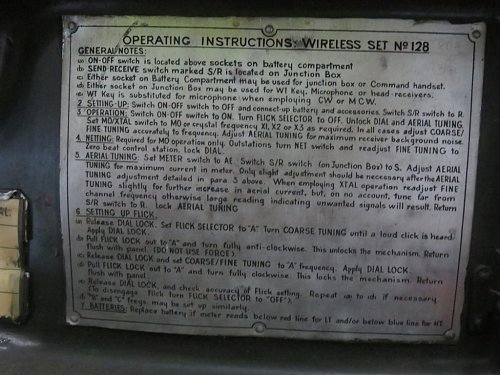 OPERATING INSTRUCTIONS: WIRELESS SET Nº 128
GENERAL NOTES:
(a) ON-OFF switch is located above sockets on battery compartment
(b) SEND-RECEIVE switch marked S/R is located on Junction Box
(c) Either socket on Battery Compartment may be used for junction box or Command handset.
(d) Either socket on Junction Box may be used for WT Key, Microphone or head-receivers.
(e) WT Key is substituted for microphone when employing CW or MCW.
2 SETTING-UP: Switch ON-OFF switch to OFF and connect-up battery and accessories. Switch S/R switch to R.
3 OPERATION: Switch ON-OFF switch to ON. Turn FLICK SELECTOR to OFF. Unlock DIAL and AERIAL TUNING.
Set MO/XTAL switch to MO or crystal frequency X1, X2 or X3 as required. In all cases adjust COARSE/
FINE TUNING accurately to frequency. Adjust AERIAL TUNING for maximum receiver background noise.
4. NETTING: Required for MO operation only. Outstations turn NET switch and readjust FINE TUNING to
Zero beat control station. Lock DIAL.
5. AERIAL TUNING: Set METER switch to AE. Switch S/R switch (on Junction Box) to S. Adjust AERIAL
TUNING for maximum current in meter. Only slight adjustment should be necessary after the AERIAL
TUNING adjustment detailed in para 3 above. When employing XTAL operation readjust FINE
TUNING slightly for further increase in aerial current, but, on no account, tune far from
channel frequency otherwise large reading indicating unwanted signals will result. Return
S/R switch to R. Lock AERIAL TUNING
6. SETTING UP FLICK.
(a) Release DIAL LOCK. Set FLICK SELECTOR to "A" Turn COARSE TUNING until a loud click is heard
Apply DIAL LOCK.
(b) Pull FLICK LOCK out to "A" and turn fully anti-clockwise. This unlocks the mechanism. Return
flush with panel. (DO NOT USE FORCE).
(c) Release DIAL LOCK and set COARSE/FINE TUNING to "A" frequency. Apply DIAL LOCK.
(d) Pull FLICK LOCK out to "A" and turn fully clockwise. This locks the mechanism. Return
flush with panel.
(e) Release DIAL LOCK, and check accuracy of Flick setting. Repeat (a) to (d) if necessary
(To disengage Flick turn FLICK SELECTOR to "OFF").
(f) "B" and "C" freqs. may be set up similarly.
7 BATTERIES: Replace battery if meter reads below red line for LT and/or below blue line for HT